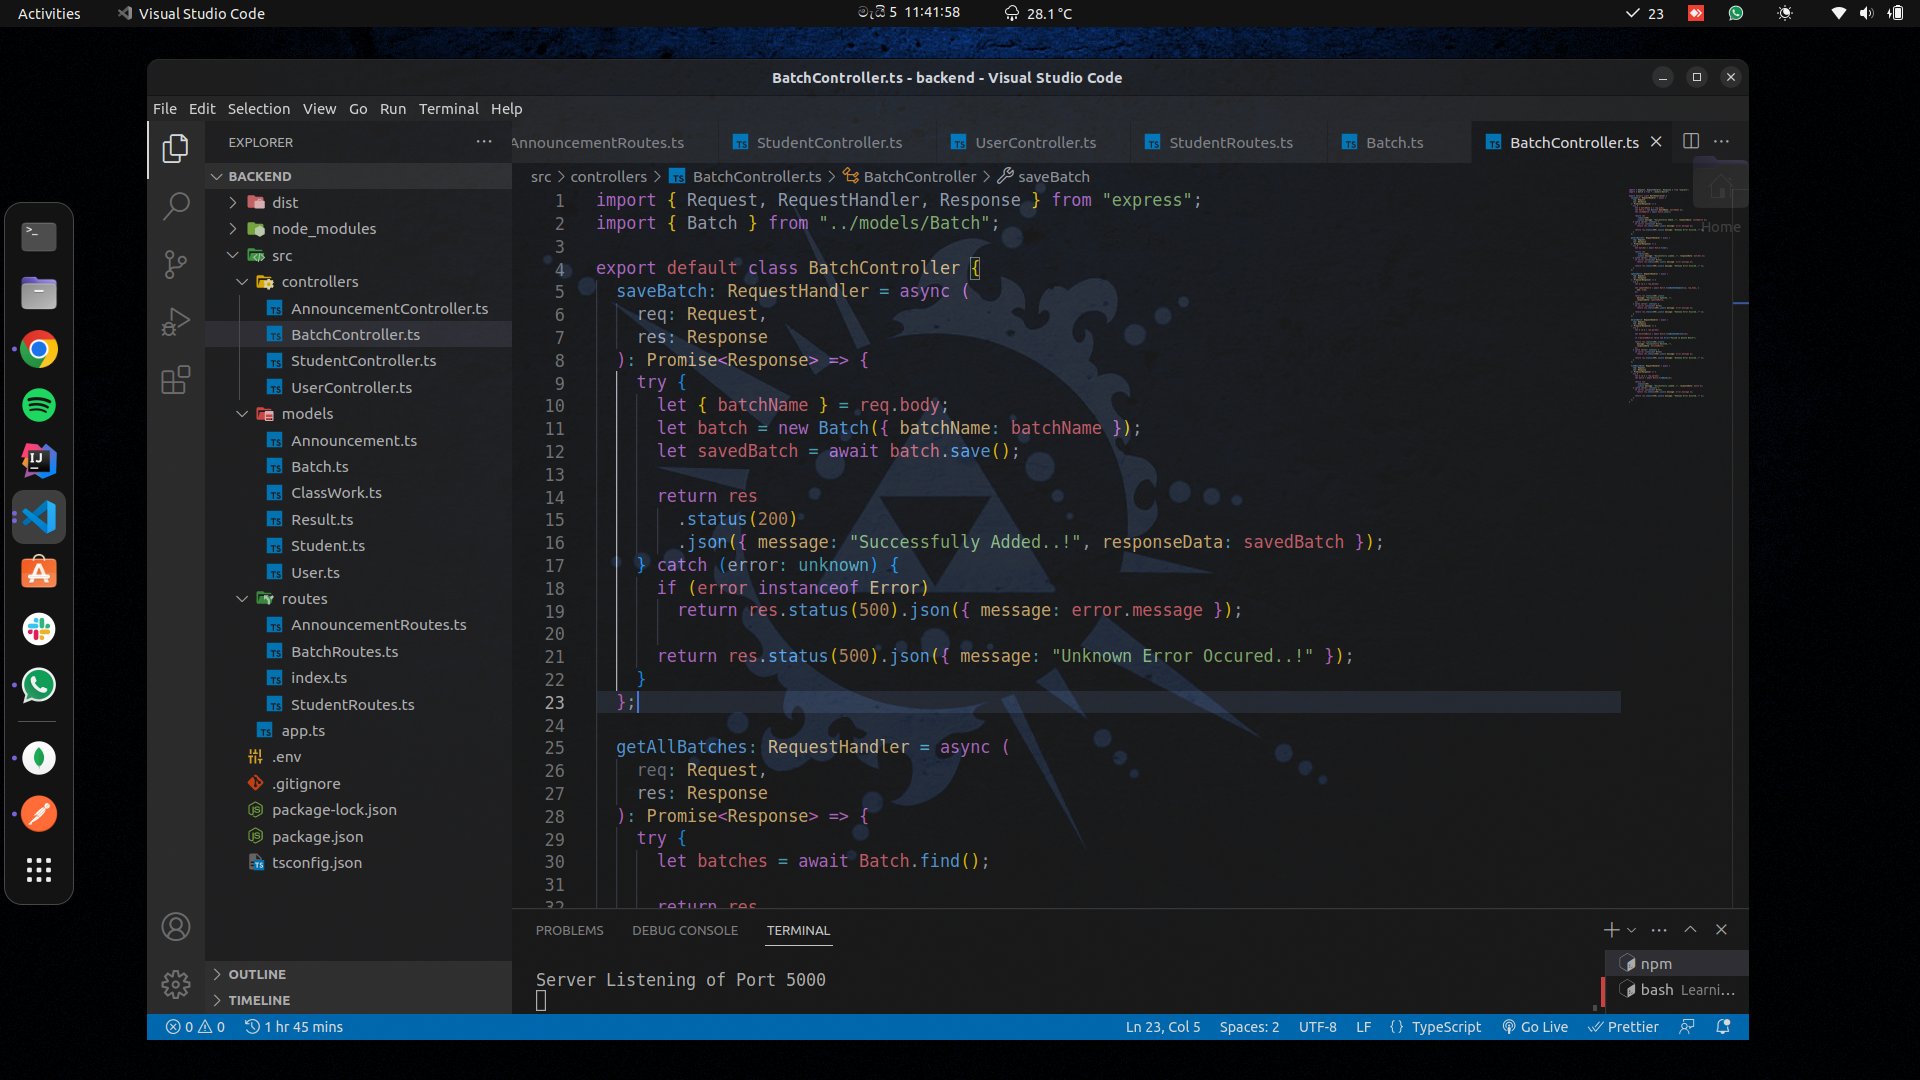 Activities
Visual Studio Code
මැයි 5 11:41:58
28.1 °C
23
BatchController.ts - backend - Visual Studio Code
File Edit Selection View Go Run Terminal Help
EXPLORER
BACKEND
dist
node_modules
src
controllers
AnnouncementController.ts
BatchController.ts
StudentController.ts
UserController.ts
models
Announcement.ts
Batch.ts
ClassWork.ts
Result.ts
Student.ts
User.ts
routes
AnnouncementRoutes.ts
BatchRoutes.ts
index.ts
StudentRoutes.ts
app.ts
.env
.gitignore
package-lock.json
package.json
tsconfig.json
OUTLINE
TIMELINE
AnnouncementRoutes.ts StudentController.ts UserController.ts StudentRoutes.ts Batch.ts BatchController.ts
Home
src > controllers > BatchController.ts > BatchController > saveBatch
1 import { Request, RequestHandler, Response } from "express";
2 import { Batch } from "../models/Batch";
3
4 export default class BatchController {
5 saveBatch: RequestHandler = async (
6 req: Request,
7 res: Response
8 ): Promise<Response> => {
9 try {
10 let { batchName } = req.body;
11 let batch = new Batch({ batchName: batchName });
12 let savedBatch = await batch.save();
13
14 return res
15 .status(200)
16 .json({ message: "Successfully Added..!", responseData: savedBatch });
17 } catch (error: unknown) {
18 if (error instanceof Error)
19 return res.status(500).json({ message: error.message });
20
21 return res.status(500).json({ message: "Unknown Error Occured..!" });
22 }
23 };
24
25 getAllBatches: RequestHandler = async (
26 req: Request,
27 res: Response
28 ): Promise<Response> => {
29 try {
30 let batches = await Batch.find();
31
32 return res
PROBLEMS DEBUG CONSOLE TERMINAL
Server Listening of Port 5000
npm
bash Learni...
0 0 1 hr 45 mins
Ln 23, Col 5 Spaces: 2 UTF-8 LF {} TypeScript Go Live Prettier